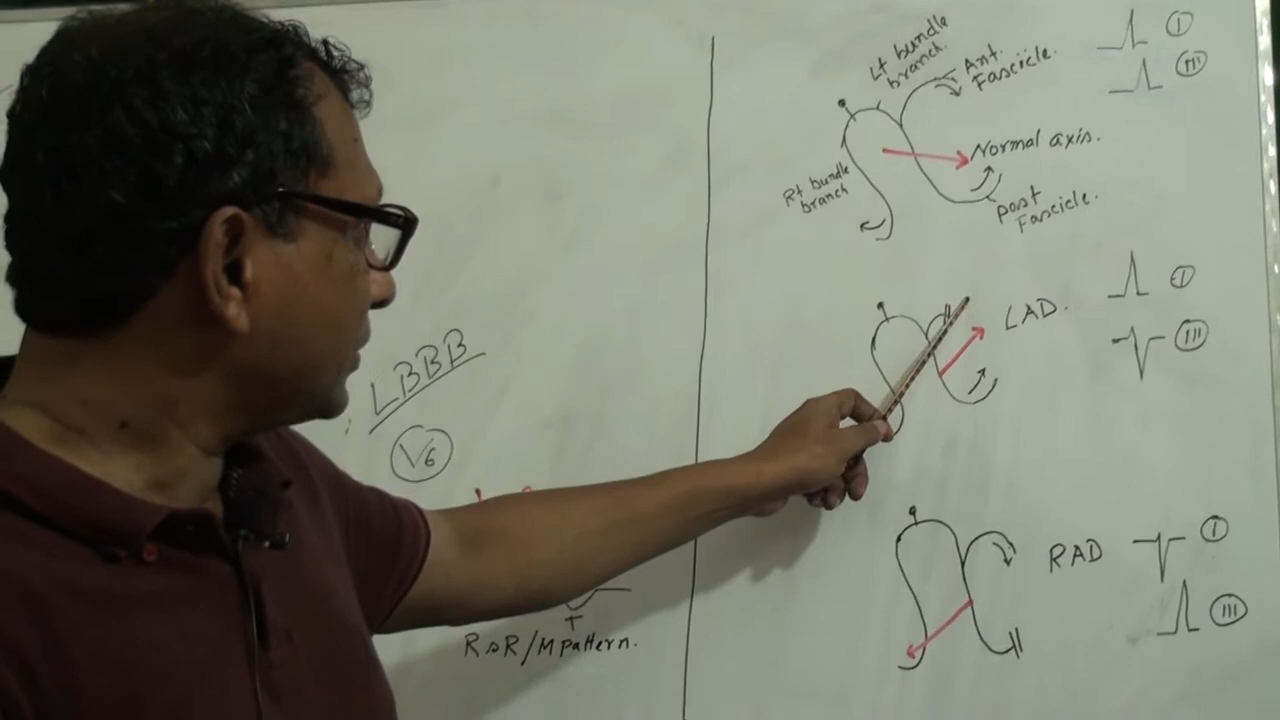 LBBB
V6
T
RsR/M pattern.
Lt bundle
branch.
Ant.
Fascicle.
Normal axis.
Rt bundle
branch
post
Fascicle.
I
III
LAD.
I
III
RAD
I
III